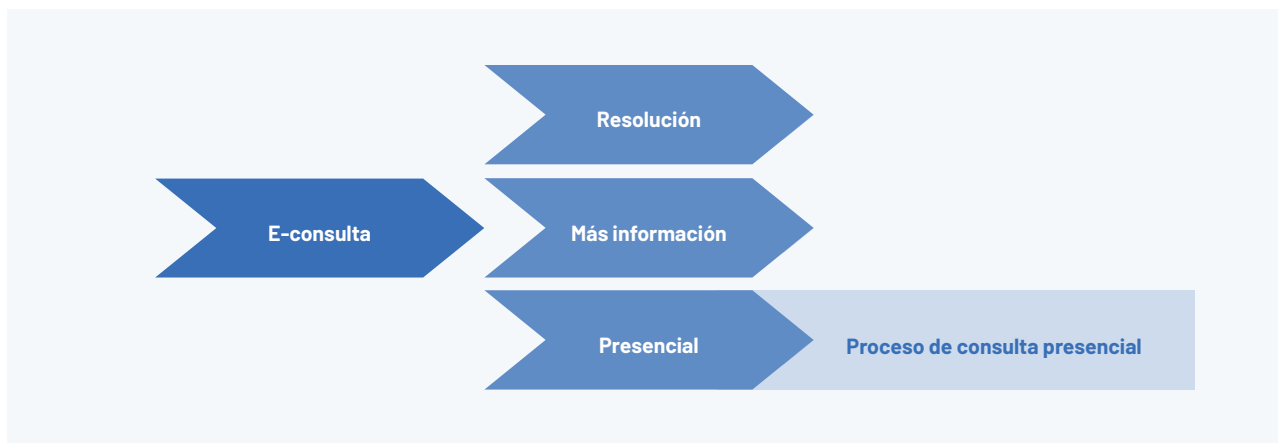 Resolución
E-consulta
Más información
Presencial
Proceso de consulta presencial